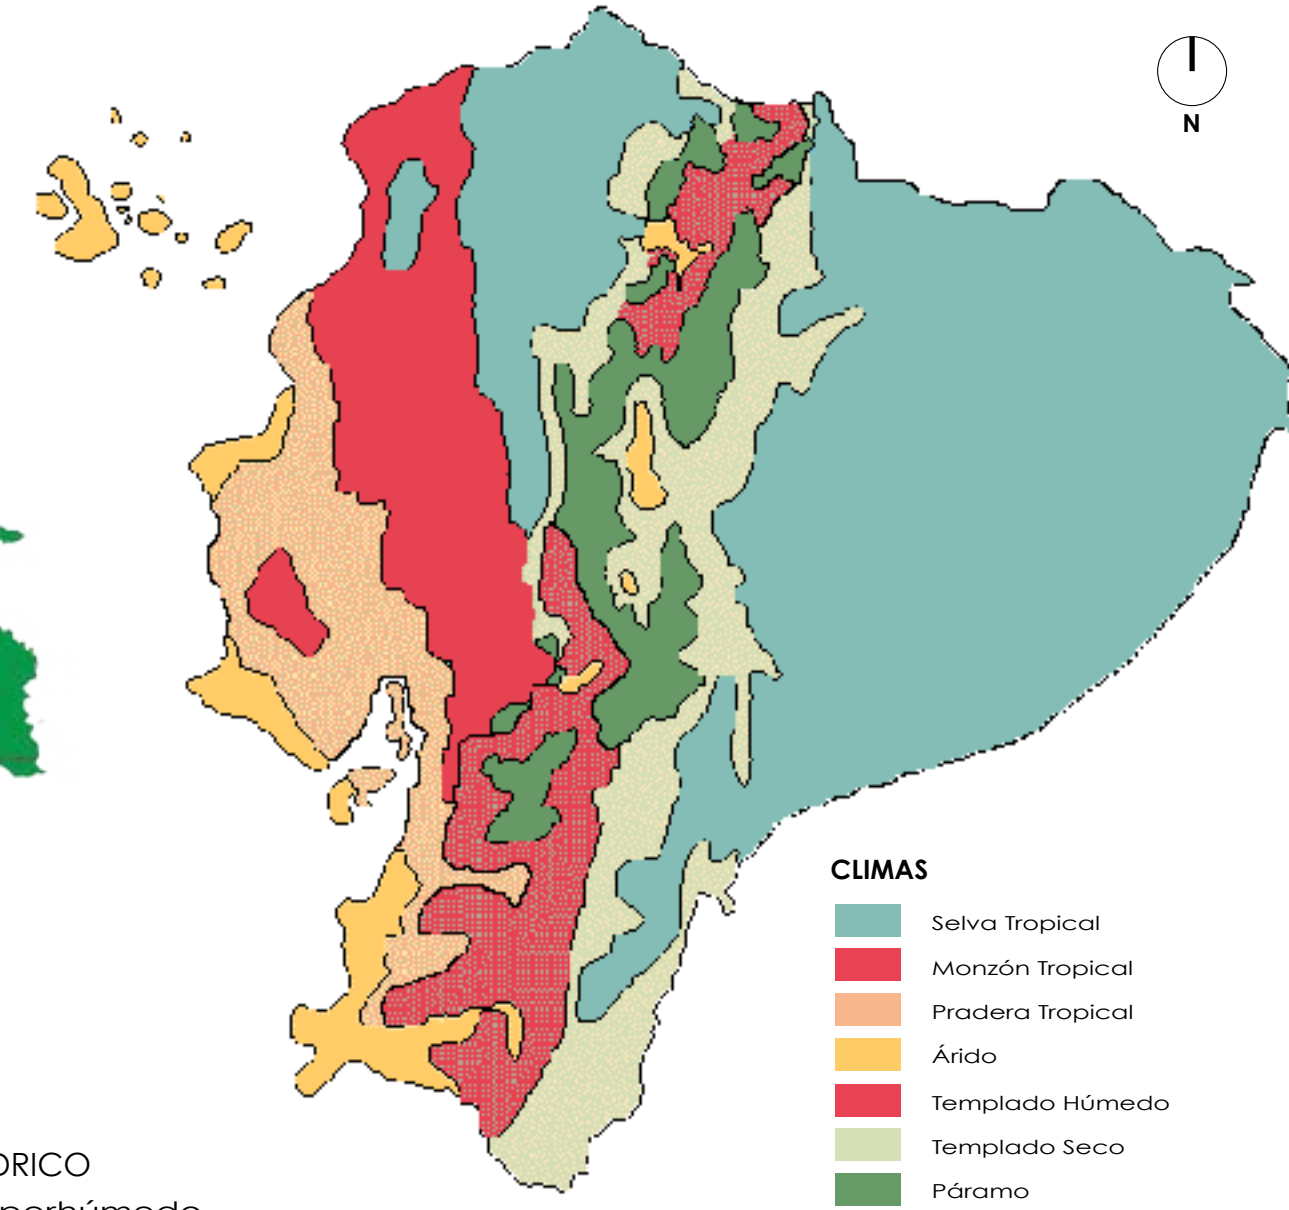 N
CLIMAS
Selva Tropical
Monzón Tropical
Pradera Tropical
Árido
Templado Húmedo
Templado Seco
Páramo